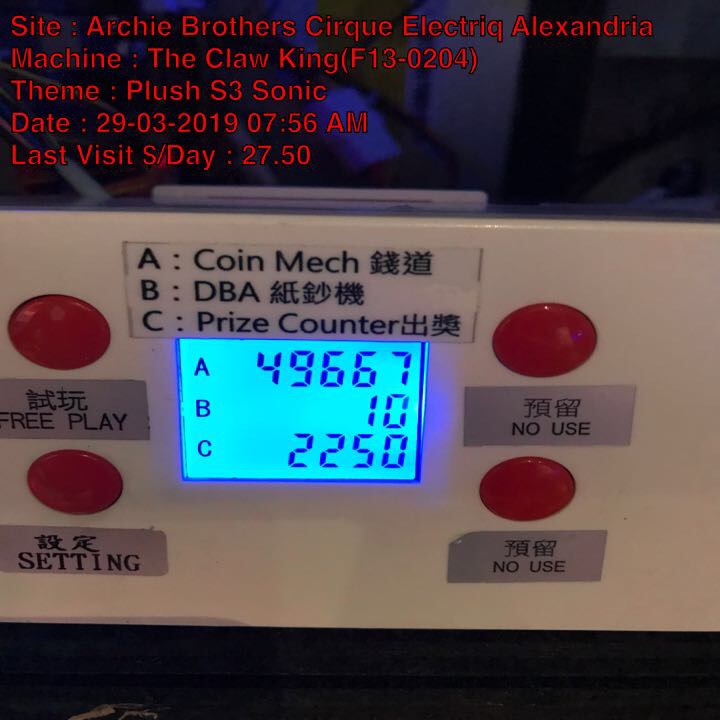 Site : Archie Brothers Cirque Electriq Alexandria
Machine : The Claw King(F13-0204)
Theme : Plush S3 Sonic
Date : 29-03-2019 07:56 AM
Last Visit S/Day : 27.50
A : Coin Mech 錢道
B : DBA 紙鈔機
C : Prize Counter出獎
A 49667
B 10
C 2250
試玩
FREE PLAY
預留
NO USE
設定
SETTING
預留
NO USE